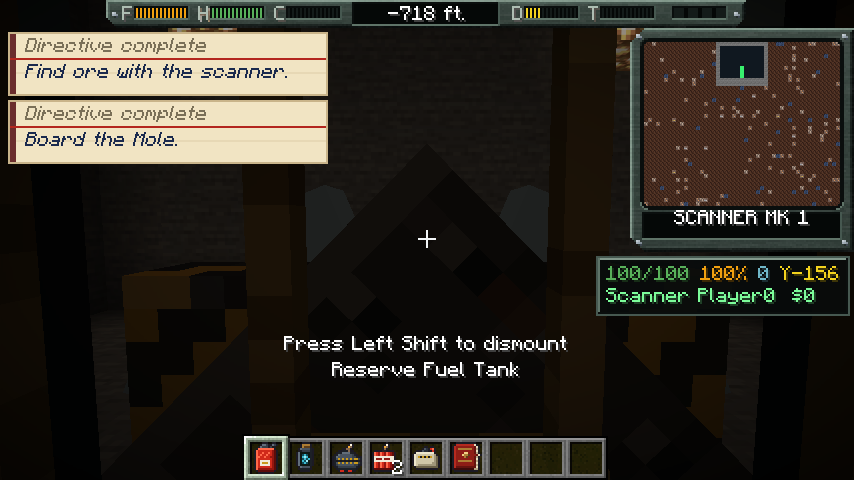 F H C -718 ft. D T
Directive complete
Find ore with the scanner.
Directive complete
Board the Mole.
SCANNER MK 1
100/100 100% 0 Y-156
Scanner Player0 $0
Press Left Shift to dismount
Reserve Fuel Tank
2